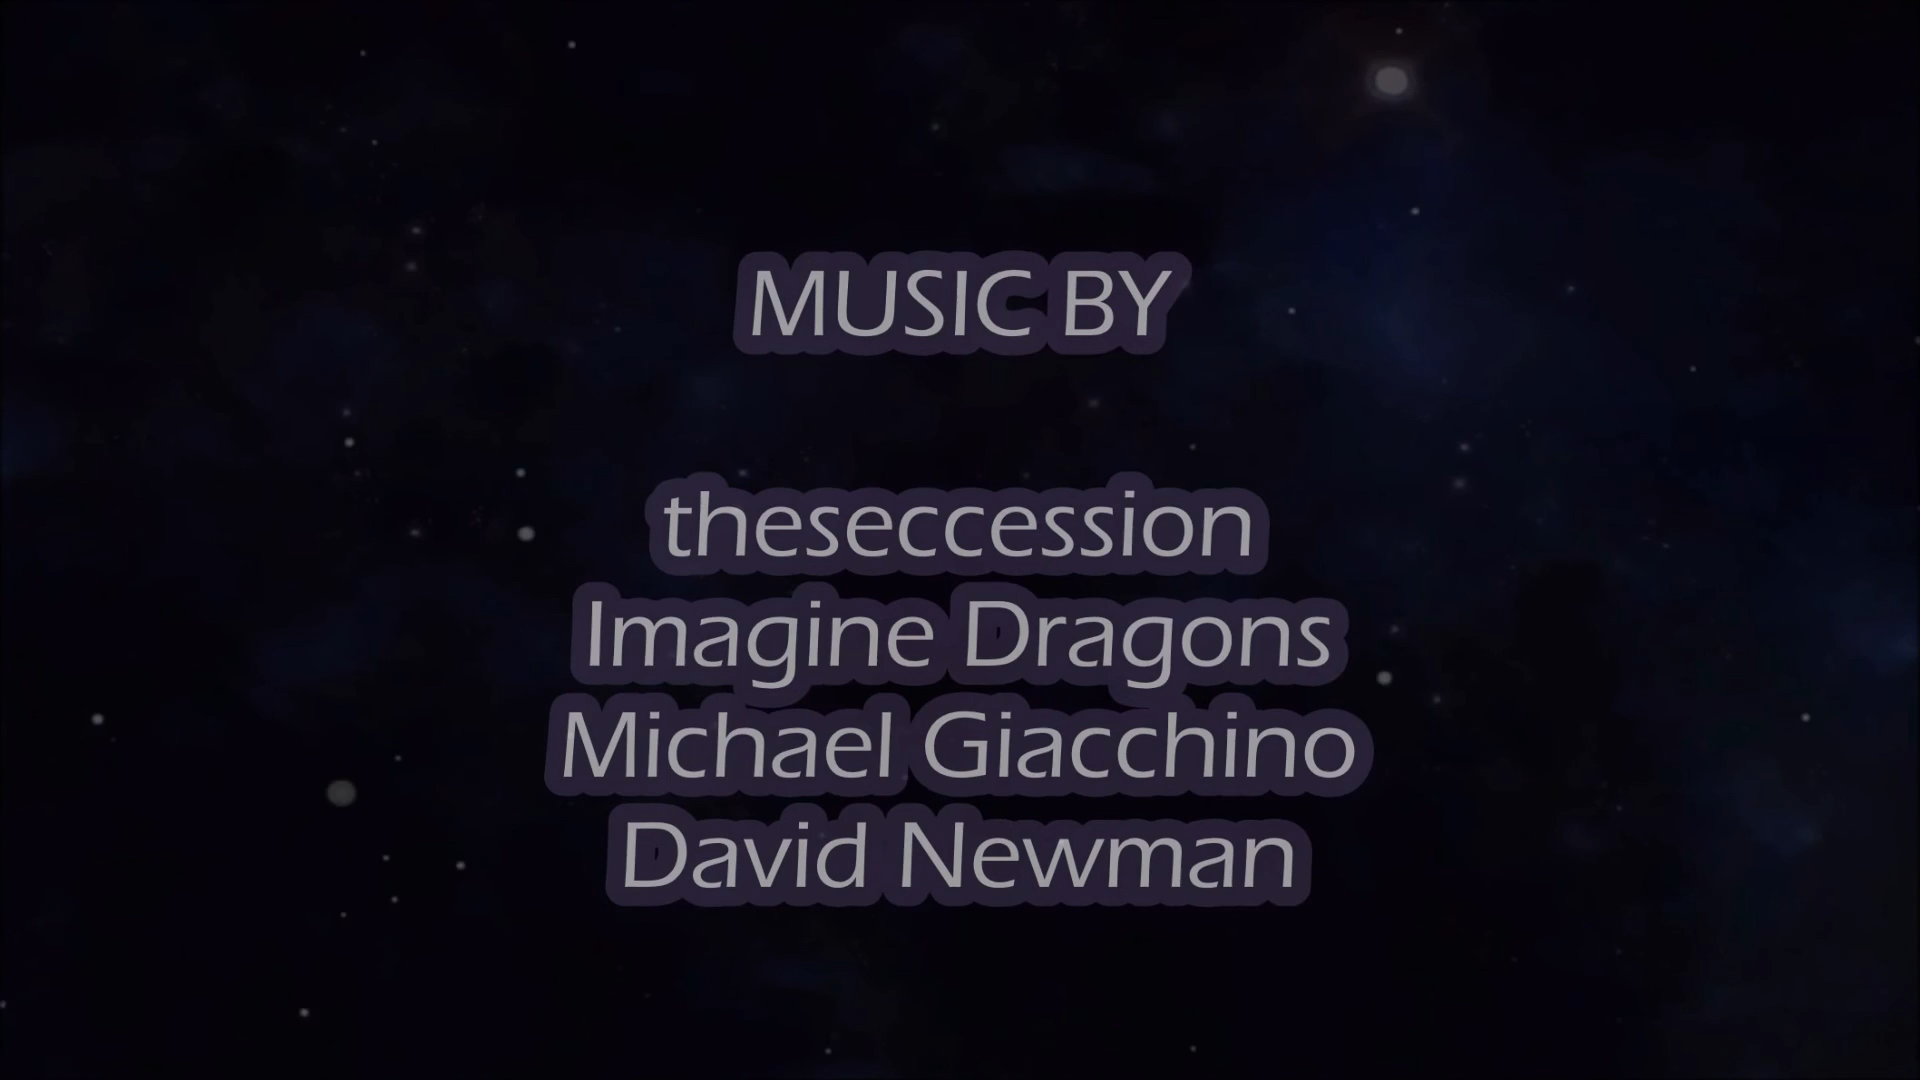 MUSIC BY
theseccession
Imagine Dragons
Michael Giacchino
David Newman